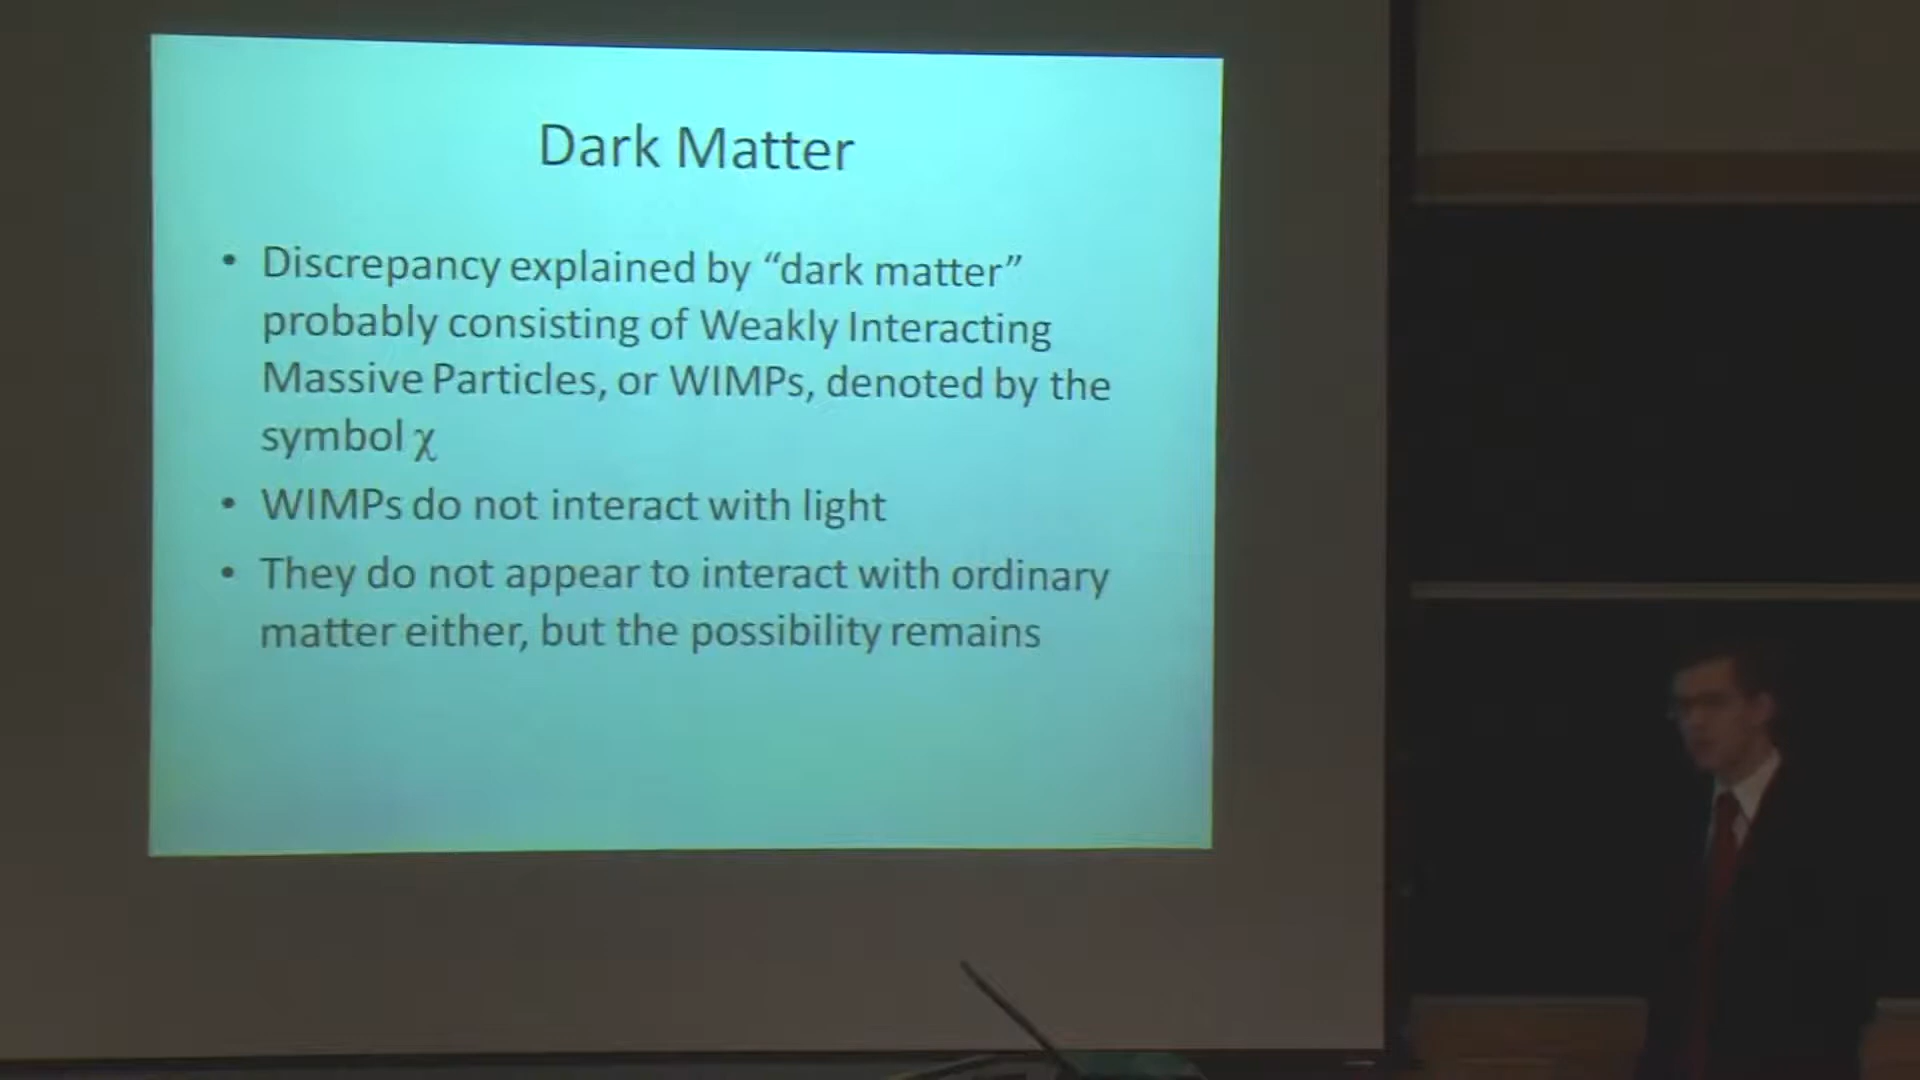 Dark Matter
• Discrepancy explained by “dark matter”
probably consisting of Weakly Interacting
Massive Particles, or WIMPs, denoted by the
symbol χ
• WIMPs do not interact with light
• They do not appear to interact with ordinary
matter either, but the possibility remains